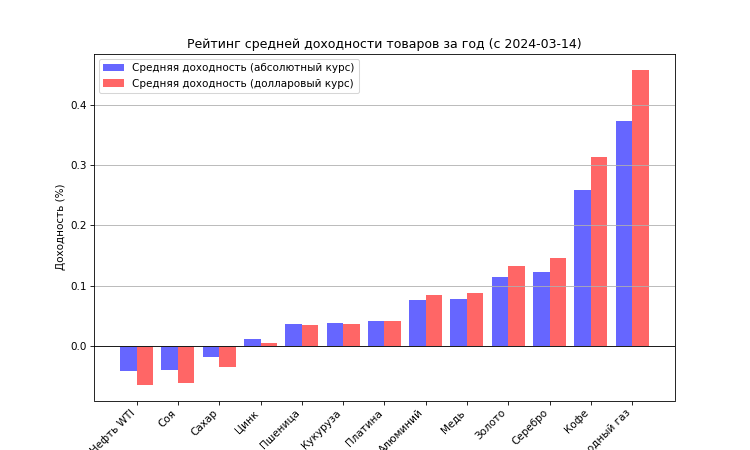 Рейтинг средней доходности товаров за год (с 2024-03-14)
Средняя доходность (абсолютный курс)
Средняя доходность (долларовый курс)
Доходность (%)
0.4
0.3
0.2
0.1
0.0
Нефть WTI
Соя
Сахар
Цинк
Пшеница
Кукуруза
Платина
Алюминий
Медь
Золото
Серебро
Кофе
одный газ